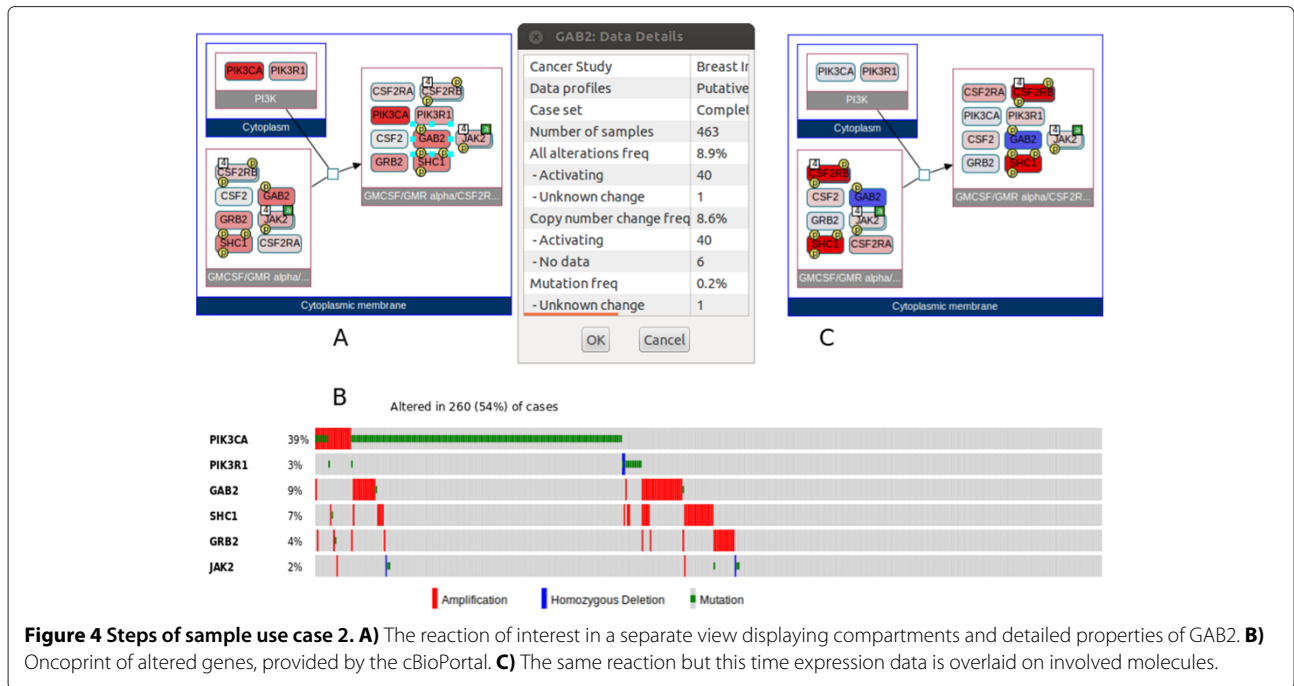 PIK3CA PIK3R1
PI3K
Cytoplasm
CSF2RA 4 CSF2RB p p
PIK3CA PIK3R1
CSF2 p GAB2 4 JAK2 a p
GRB2 p p SHC1 p
GMCSF/GMR alpha/CSF2R...
4 CSF2RB p
CSF2 p GAB2
GRB2 4 JAK2 a p
p p SHC1 p CSF2RA
GMCSF/GMR alpha/...
Cytoplasmic membrane
A
GAB2: Data Details
Cancer Study Breast In
Data profiles Putative
Case set Complet
Number of samples 463
All alterations freq 8.9%
- Activating 40
- Unknown change 1
Copy number change freq 8.6%
- Activating 40
- No data 6
Mutation freq 0.2%
- Unknown change 1
OK Cancel
PIK3CA PIK3R1
PI3K
Cytoplasm
CSF2RA 4 CSF2RB p p
PIK3CA PIK3R1
CSF2 p GAB2 4 JAK2 a p
GRB2 p p SHC1 p
GMCSF/GMR alpha/CSF2R...
4 CSF2RB p
CSF2 p GAB2
GRB2 4 JAK2 a p
p p SHC1 p CSF2RA
GMCSF/GMR alpha/...
Cytoplasmic membrane
C
B
Altered in 260 (54%) of cases
PIK3CA 39%
PIK3R1 3%
GAB2 9%
SHC1 7%
GRB2 4%
JAK2 2%
Amplification Homozygous Deletion Mutation
Figure 4 Steps of sample use case 2. A) The reaction of interest in a separate view displaying compartments and detailed properties of GAB2. B)
Oncoprint of altered genes, provided by the cBioPortal. C) The same reaction but this time expression data is overlaid on involved molecules.